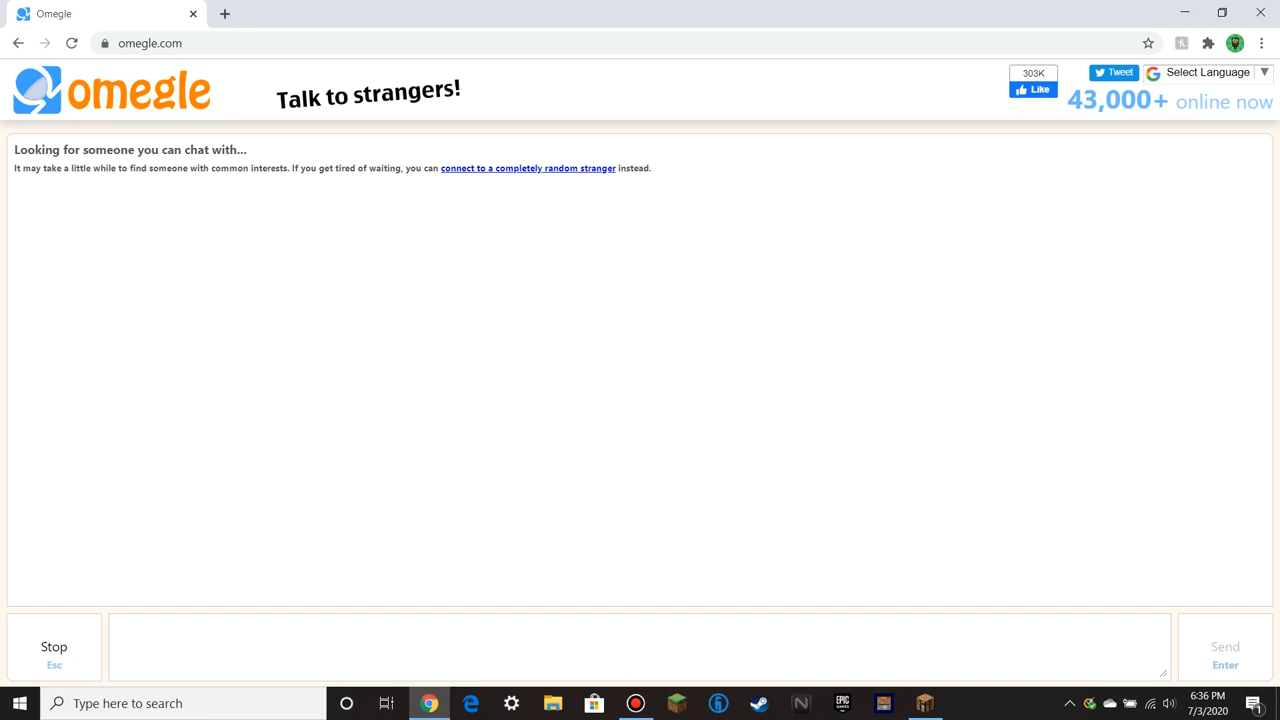 Omegle
omegle.com
omegle
Talk to strangers!
303K
Like
Tweet
Select Language
43,000+ online now
Looking for someone you can chat with...
It may take a little while to find someone with common interests. If you get tired of waiting, you can connect to a completely random stranger instead.
Stop
Esc
Send
Enter
Type here to search
6:36 PM
7/3/2020